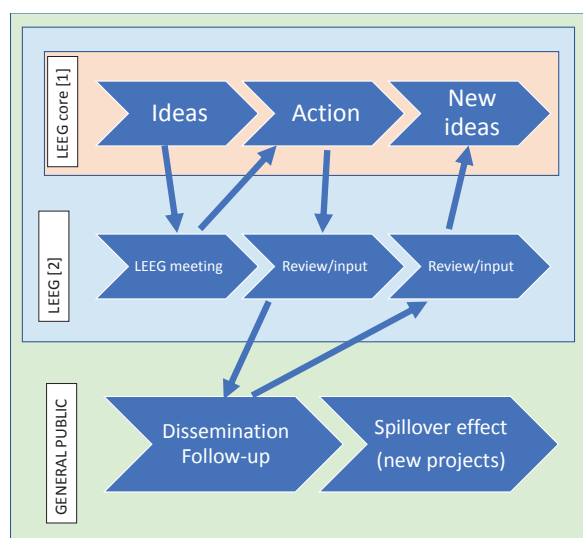 LEEG core [1]
Ideas
Action
New
ideas
LEEG [2]
LEEG meeting
Review/input
Review/input
GENERAL PUBLIC
Dissemination
Follow-up
Spillover effect
(new projects)